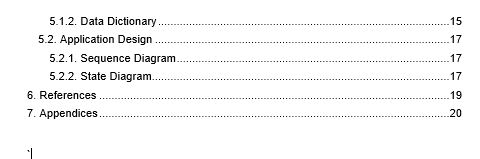 5.1.2. Data Dictionary ........................................................................................15
5.2. Application Design ........................................................................................17
5.2.1. Sequence Diagram........................................................................................17
5.2.2. State Diagram........................................................................................17
6. References ........................................................................................19
7. Appendices........................................................................................20
`